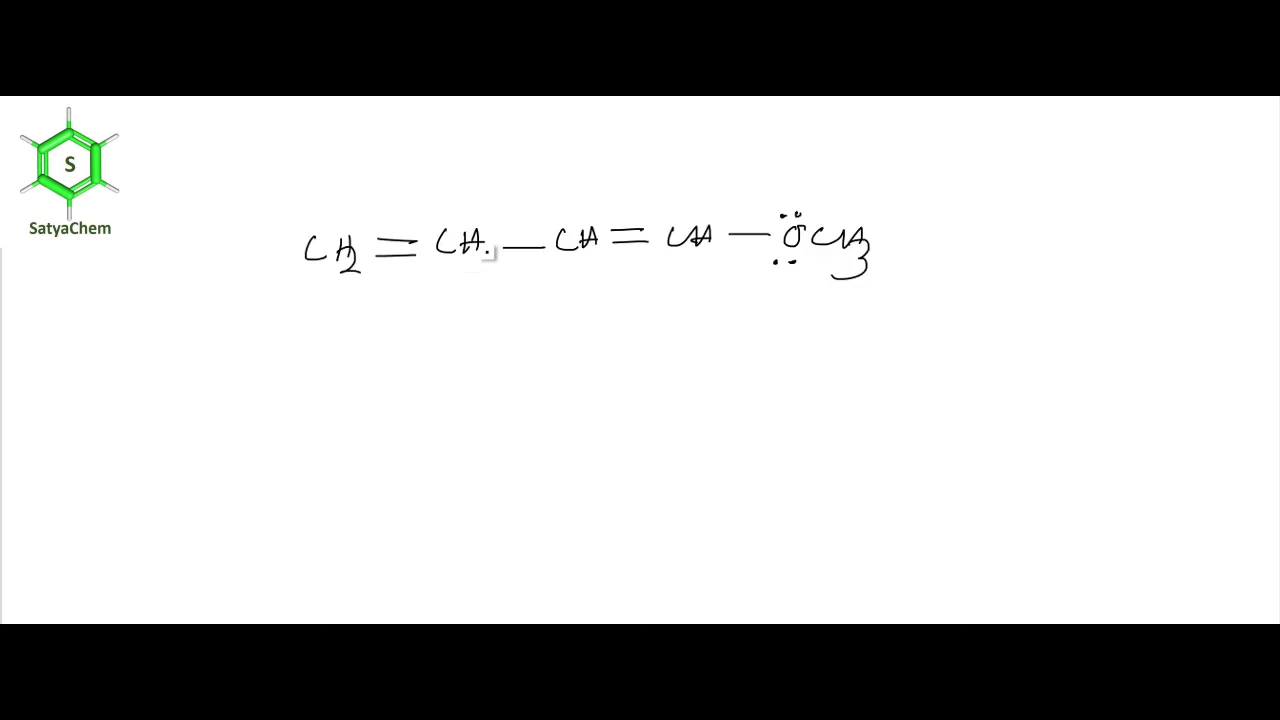 S
SatyaChem
CH2 = CH - CH = CH - ÖCH3